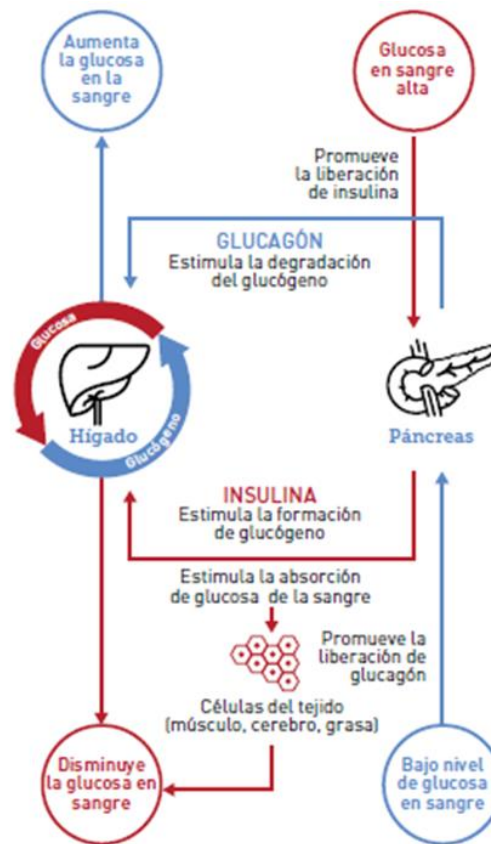 Aumenta
la glucosa
en la
sangre
Glucosa
en sangre
alta
Promueve
la liberación
de insulina
GLUCAGÓN
Estimula la degradación
del glucógeno
Glucosa
Glucógeno
Hígado
Páncreas
INSULINA
Estimula la formación
de glucógeno
Estimula la absorción
de glucosa de la sangre
Promueve la
liberación de
glucagón
Células del tejido
(músculo, cerebro, grasa)
Disminuye
la glucosa en
sangre
Bajo nivel
de glucosa
en sangre